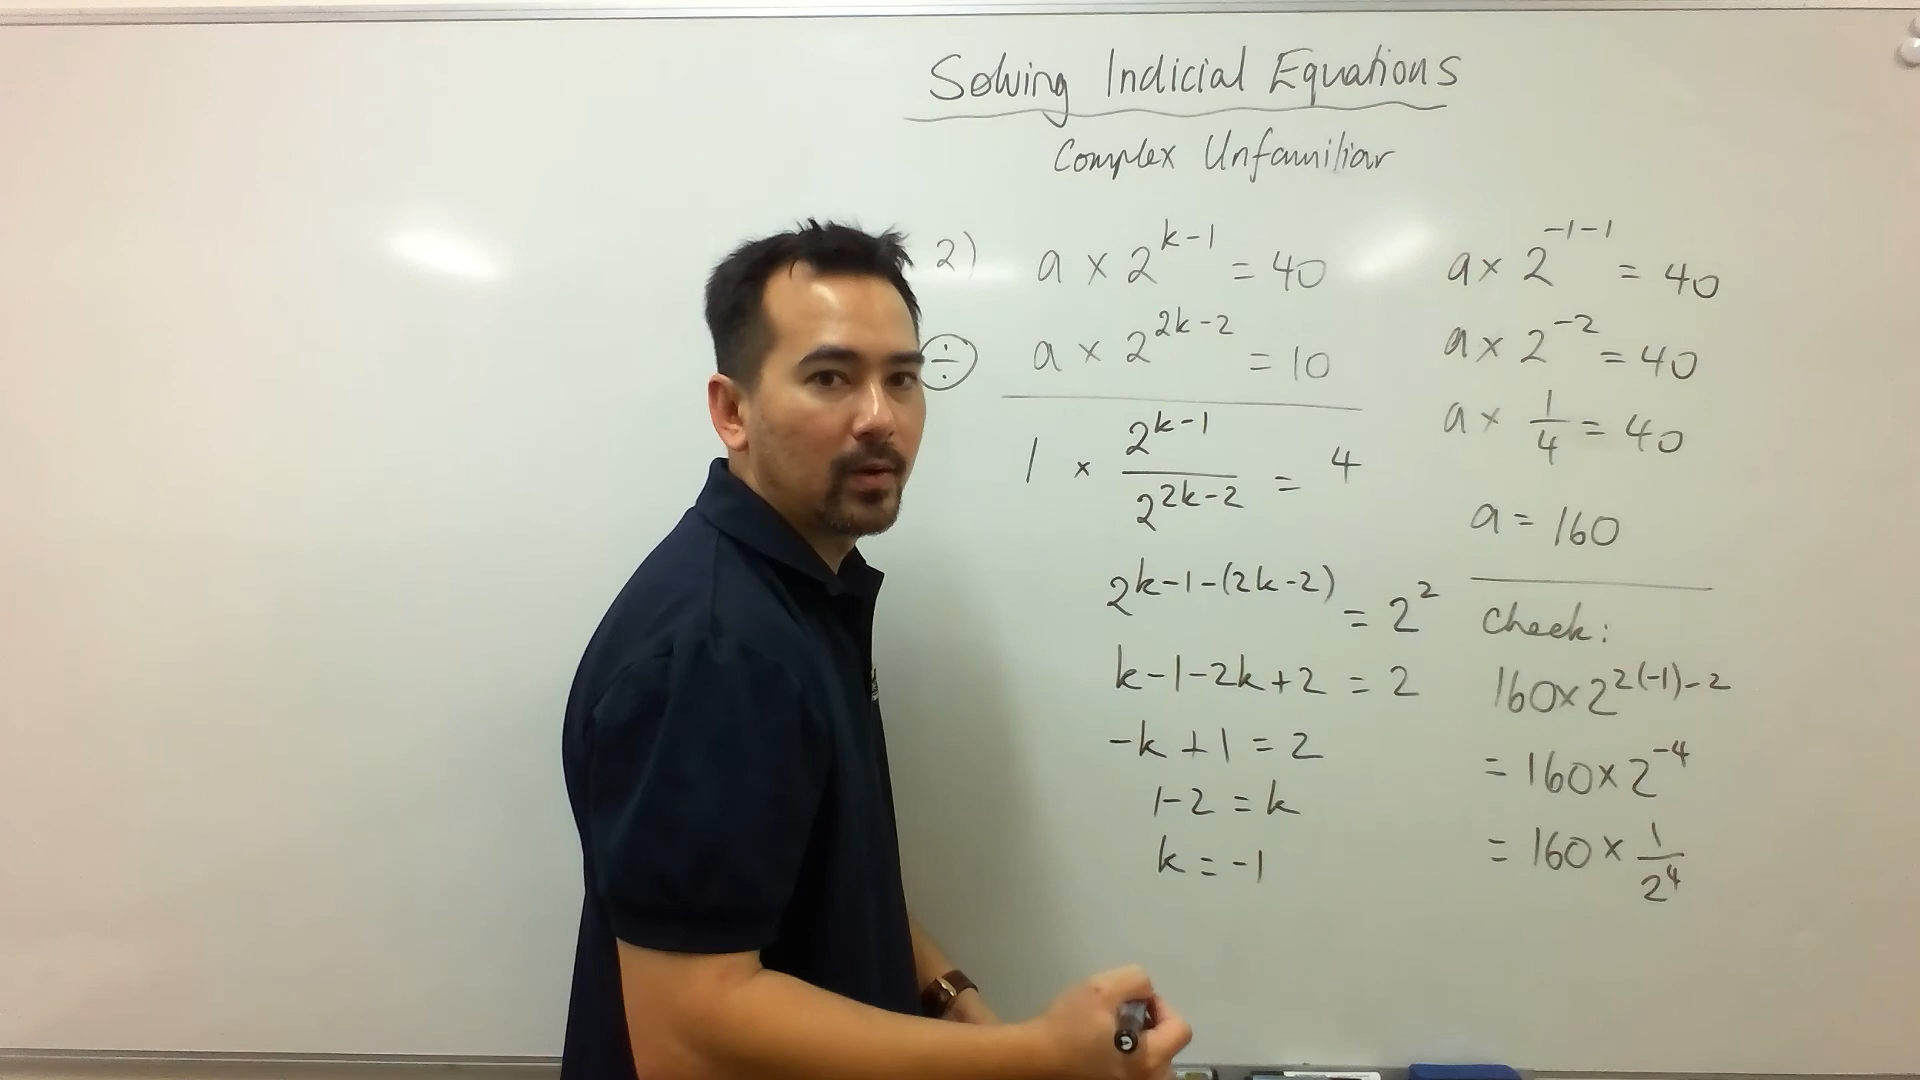 Solving Indicial Equations
Complex Unfamiliar
2) a × 2^{k-1} = 40
÷ a × 2^{2k-2} = 10
1 × \frac{2^{k-1}}{2^{2k-2}} = 4
2^{k-1-(2k-2)} = 2^2
k-1-2k+2 = 2
-k+1 = 2
1-2 = k
k = -1
a × 2^{-1-1} = 40
a × 2^{-2} = 40
a × \frac{1}{4} = 40
a = 160
Check:
160 × 2^{2(-1)-2}
= 160 × 2^{-4}
= 160 × \frac{1}{2^4}